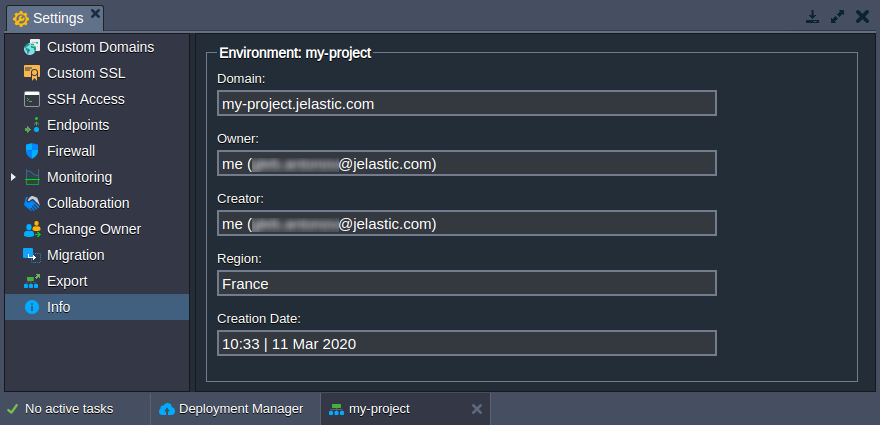 Settings
Custom Domains
Custom SSL
SSH Access
Endpoints
Firewall
Monitoring
Collaboration
Change Owner
Migration
Export
Info
Environment: my-project
Domain:
my-project.jelastic.com
Owner:
me (@jelastic.com)
Creator:
me (@jelastic.com)
Region:
France
Creation Date:
10:33 | 11 Mar 2020
No active tasks
Deployment Manager
my-project